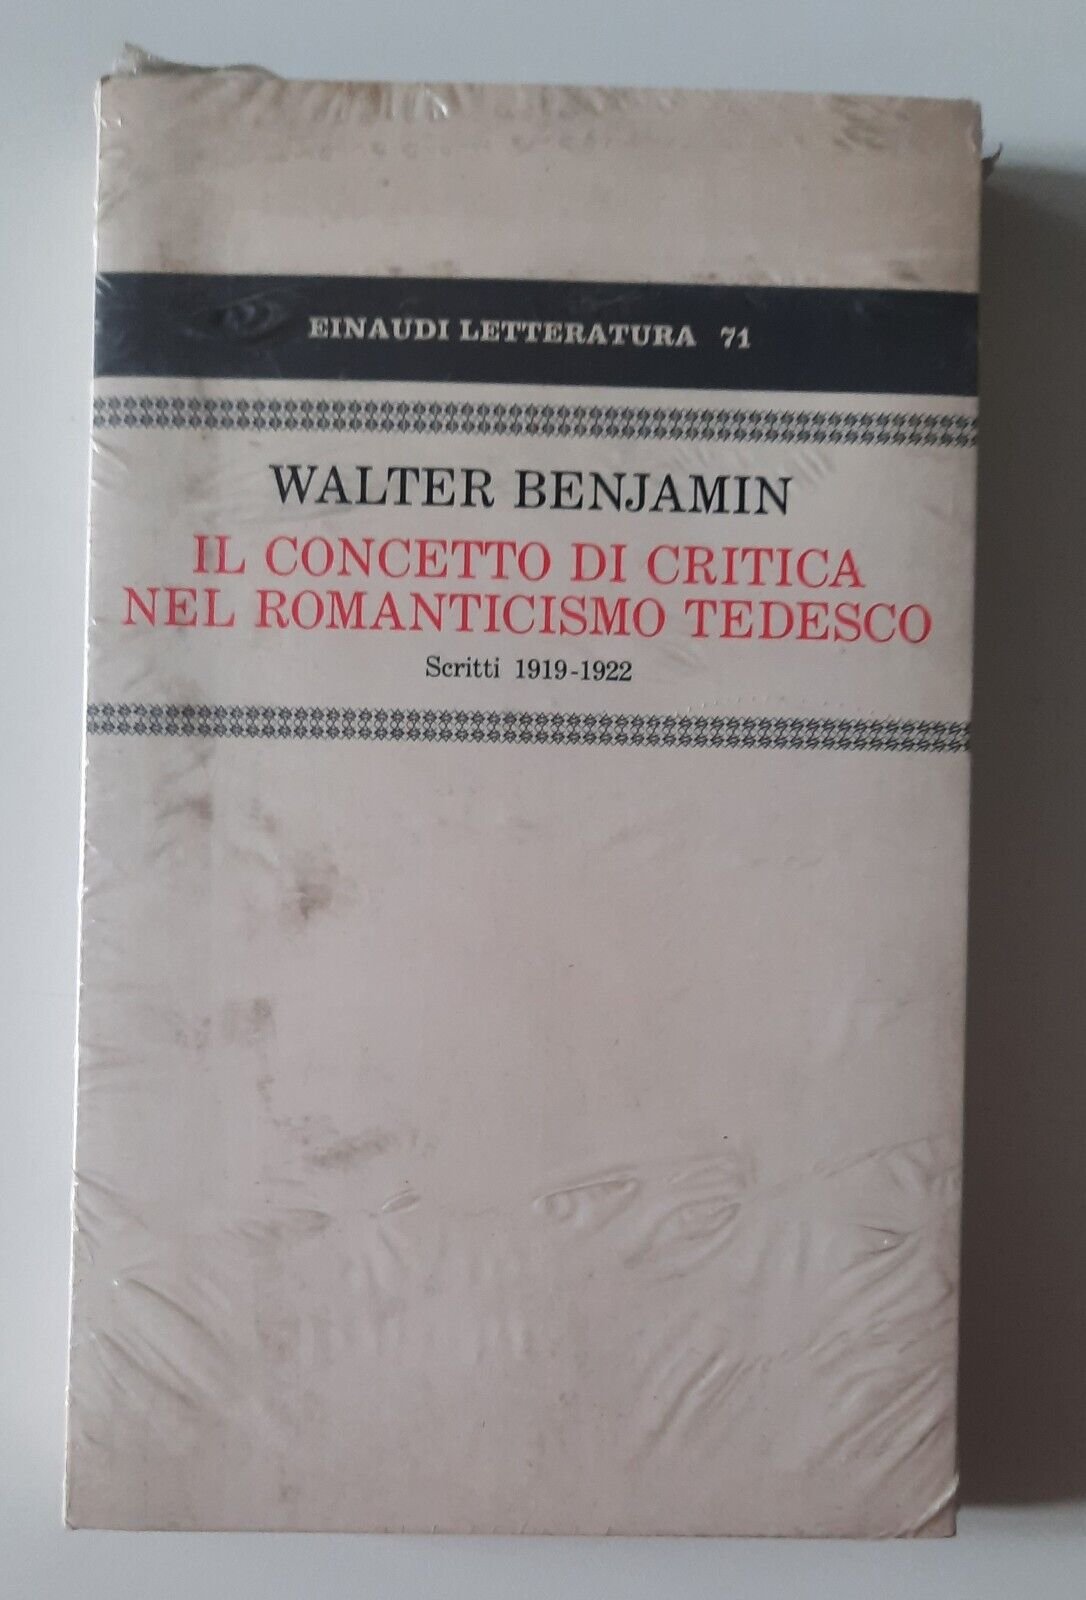 EINAUDI LETTERATURA 71
WALTER BENJAMIN
IL CONCETTO DI CRITICA
NEL ROMANTICISMO TEDESCO
Scritti 1919-1922